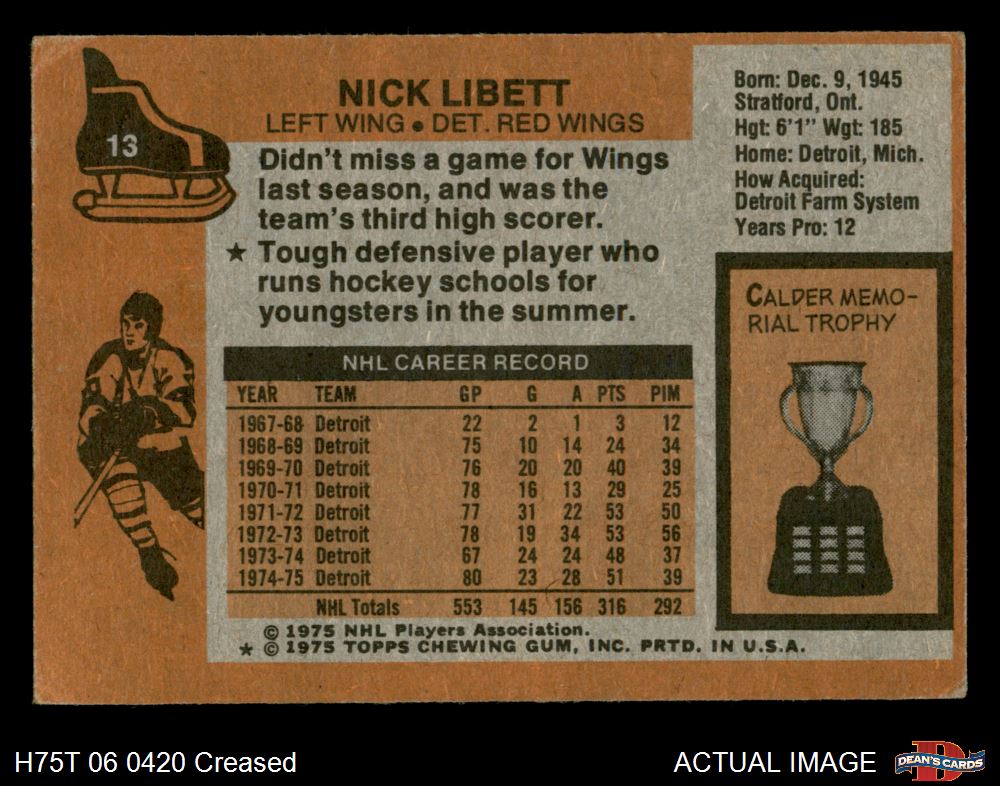 13
NICK LIBETT
LEFT WING • DET. RED WINGS
Didn't miss a game for Wings
last season, and was the
team's third high scorer.
★ Tough defensive player who
runs hockey schools for
youngsters in the summer.
Born: Dec. 9, 1945
Stratford, Ont.
Hgt: 6'1" Wgt: 185
Home: Detroit, Mich.
How Acquired:
Detroit Farm System
Years Pro: 12
CALDER MEMO-
RIAL TROPHY
NHL CAREER RECORD
YEAR TEAM GP G A PTS PIM
1967-68 Detroit 22 2 1 3 12
1968-69 Detroit 75 10 14 24 34
1969-70 Detroit 76 20 20 40 39
1970-71 Detroit 78 16 13 29 25
1971-72 Detroit 77 31 22 53 50
1972-73 Detroit 78 19 34 53 56
1973-74 Detroit 67 24 24 48 37
1974-75 Detroit 80 23 28 51 39
NHL Totals 553 145 156 316 292
© 1975 NHL Players Association.
★ © 1975 TOPPS CHEWING GUM, INC. PRTD. IN U.S.A.
H75T 06 0420 Creased
ACTUAL IMAGE
D
DEAN'S CARDS